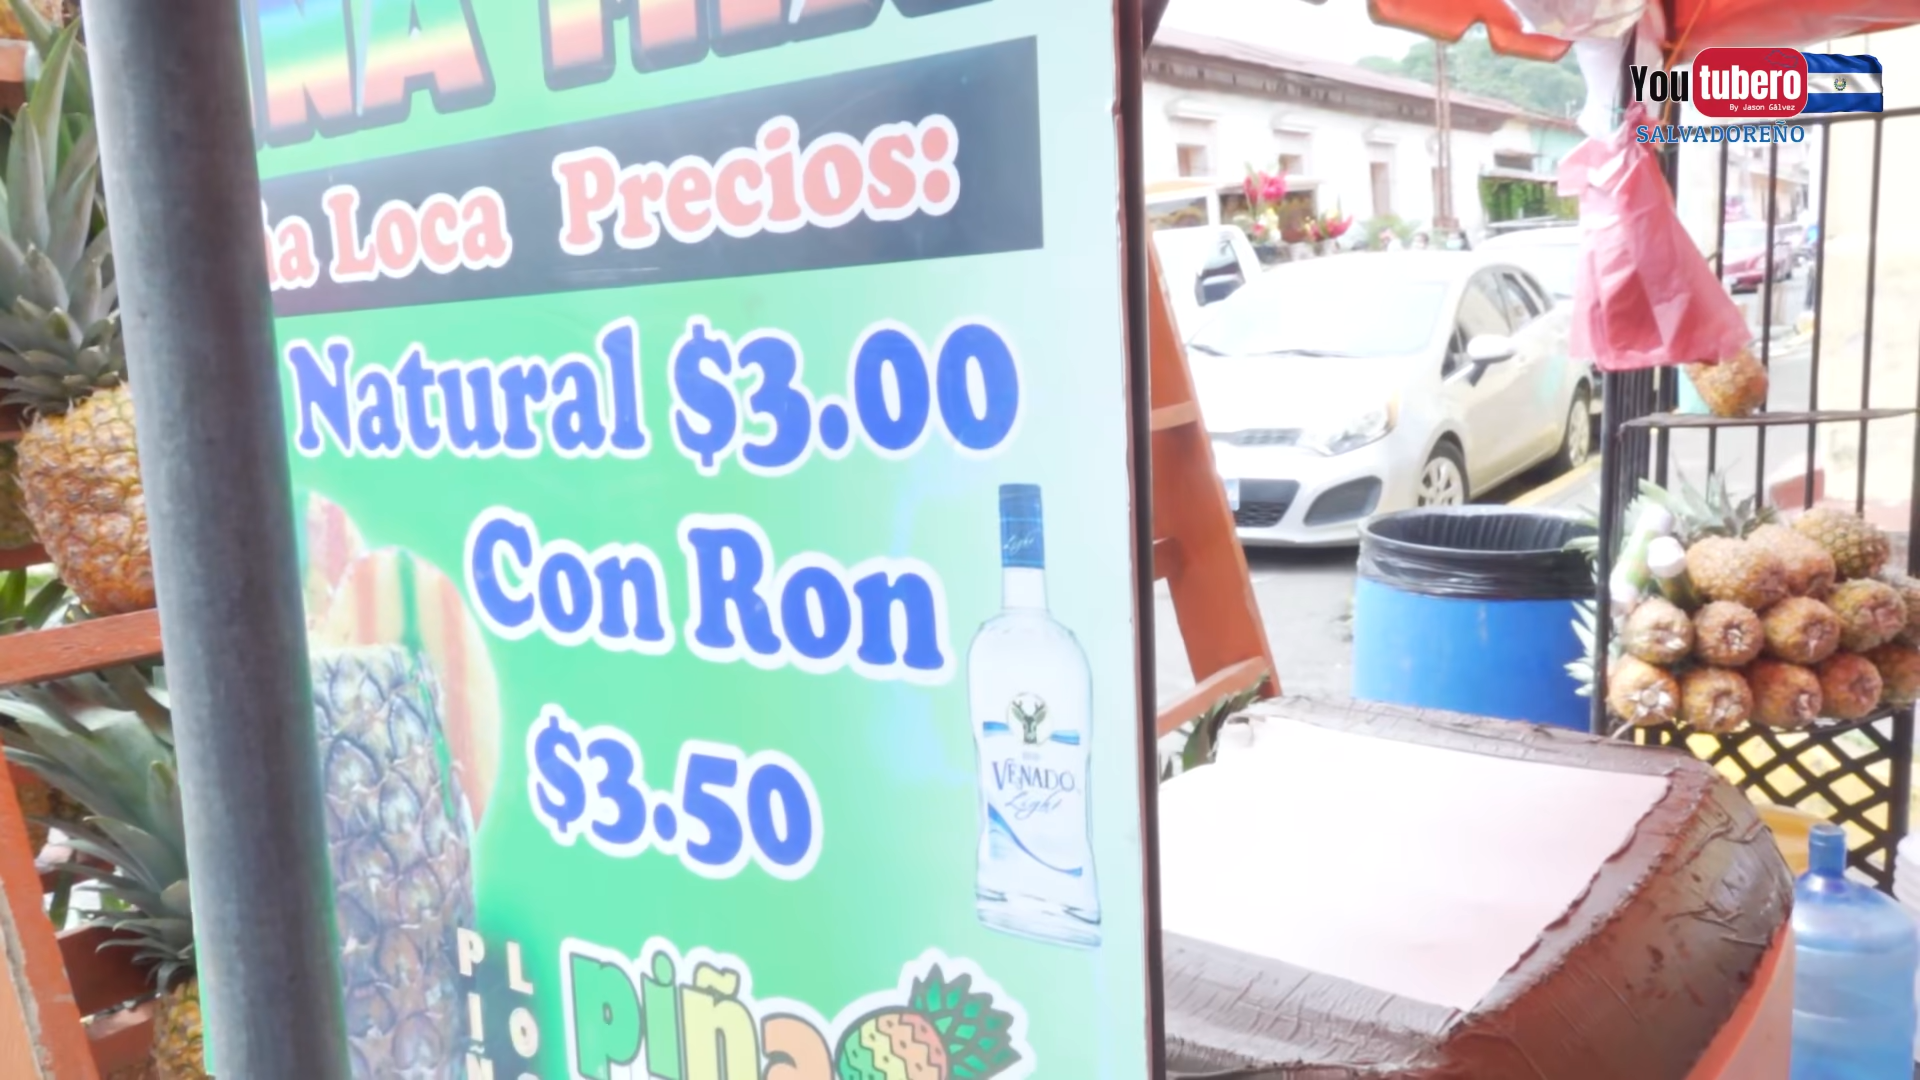 You tubero
By Jason Gálvez
SALVADOREÑO
Loca Precios:
Natural $3.00
Con Ron
$3.50
VENADO
Light
piña